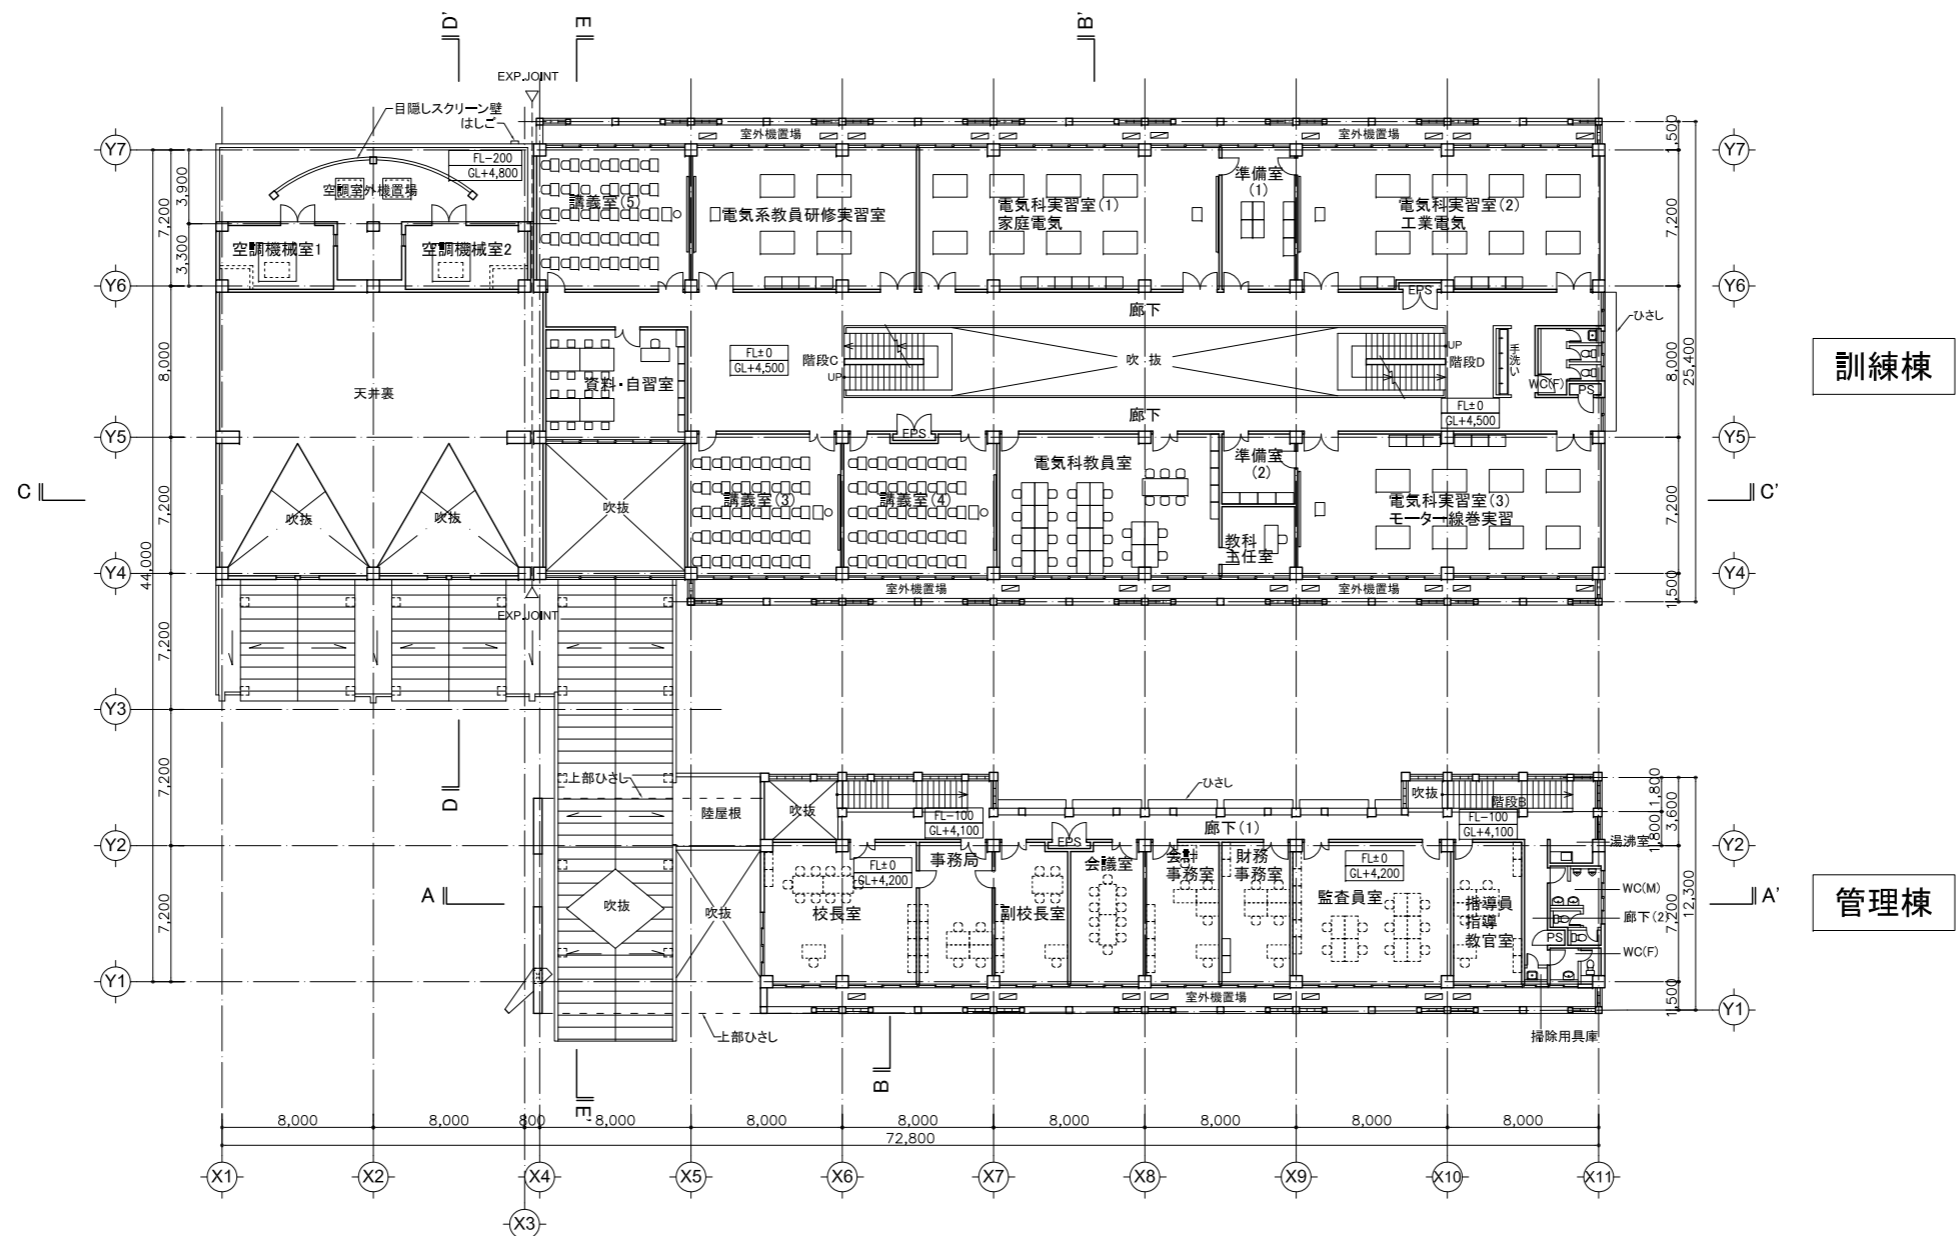 D'
E
B'
EXP.JOINT
目隠しスクリーン壁
はしご
室外機置場
室外機置場
1,500
Y7
Y7
FL-200
GL+4,800
3,900
空調室外機置場
7,200
講義室(5)
電気系教員研修実習室
電気科実習室(1)
家庭電気
準備室
(1)
電気科実習室(2)
工業電気
7,200
空調機械室1
空調機械室2
3,300
Y6
Y6
EPS
廊下
ひさし
FL±0
GL+4,500
階段C
UP
吹 抜
UP
階段D
手洗い
WC(F)
PS
8,000
8,000
25,400
訓練棟
資料・自習室
天井裏
FL±0
GL+4,500
廊下
EPS
Y5
Y5
電気科教員室
準備室
(2)
C
C'
講義室(3)
講義室(4)
電気科実習室(3)
モーター線巻実習
吹抜
吹抜
吹抜
7,200
7,200
教科
主任室
Y4
Y4
44,000
室外機置場
室外機置場
1,500
EXP.JOINT
7,200
Y3
7,200
D
上部ひさし
ひさし
陸屋根
吹抜
吹抜
階段B
FL-100
GL+4,100
廊下(1)
FL-100
GL+4,100
1,800
1,800
3,600
湯沸室
Y2
Y2
EPS
FL±0
GL+4,200
事務局
会議室
会計
事務室
財務
事務室
FL±0
GL+4,200
監査員室
A
A'
吹抜
吹抜
校長室
副校長室
指導員
指導
教官室
WC(M)
廊下(2)
PS
WC(F)
7,200
7,200
12,300
管理棟
Y1
Y1
室外機置場
1,500
上部ひさし
掃除用具庫
B
E'
8,000
8,000
800
8,000
8,000
8,000
8,000
8,000
8,000
8,000
72,800
X1
X2
X4
X5
X6
X7
X8
X9
X10
X11
X3